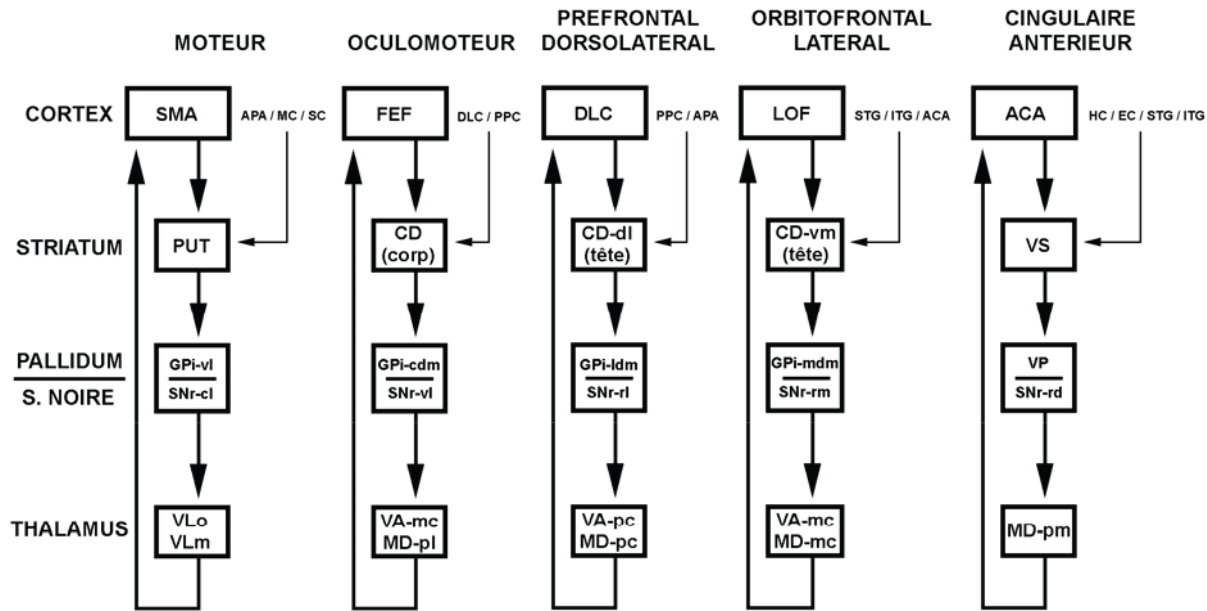 MOTEUR
OCULOMOTEUR
PREFRONTAL
DORSOLATERAL
ORBITOFRONTAL
LATERAL
CINGULAIRE
ANTERIEUR
CORTEX
SMA
APA / MC / SC
FEF
DLC / PPC
DLC
PPC / APA
LOF
STG / ITG / ACA
ACA
HC / EC / STG / ITG
STRIATUM
PUT
CD
(corp)
CD-dl
(tête)
CD-vm
(tête)
VS
PALLIDUM
S. NOIRE
GPi-vl
SNr-cl
GPi-cdm
SNr-vl
GPi-ldm
SNr-rl
GPi-mdm
SNr-rm
VP
SNr-rd
THALAMUS
VLo
VLm
VA-mc
MD-pl
VA-pc
MD-pc
VA-mc
MD-mc
MD-pm